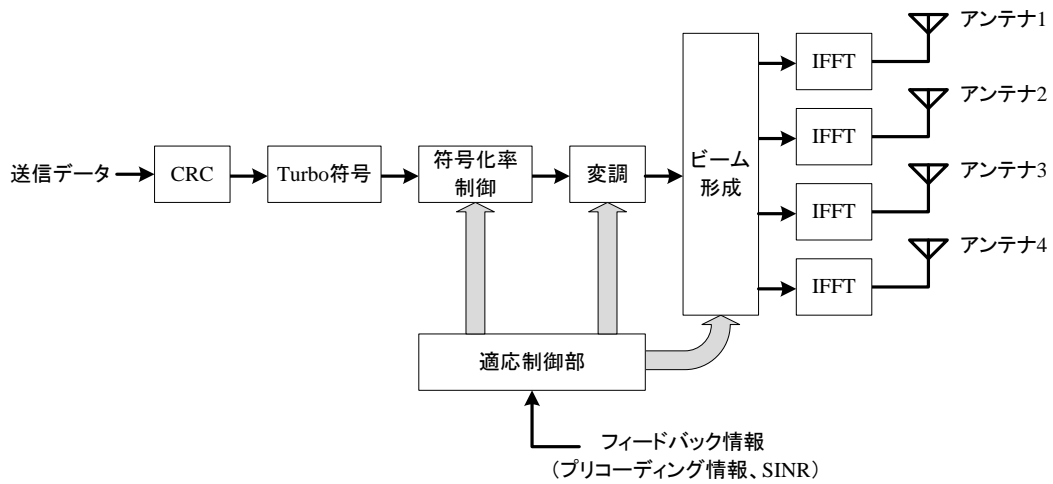 アンテナ1
IFFT
アンテナ2
IFFT
送信データ
CRC
Turbo符号
符号化率
制御
変調
ビーム
形成
アンテナ3
IFFT
アンテナ4
IFFT
適応制御部
フィードバック情報
（プリコーディング情報、SINR）